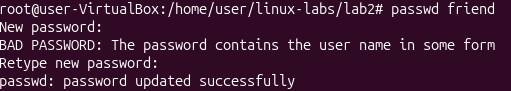 root@user-VirtualBox:/home/user/linux-labs/lab2# passwd friend
New password:
BAD PASSWORD: The password contains the user name in some form
Retype new password:
passwd: password updated successfully